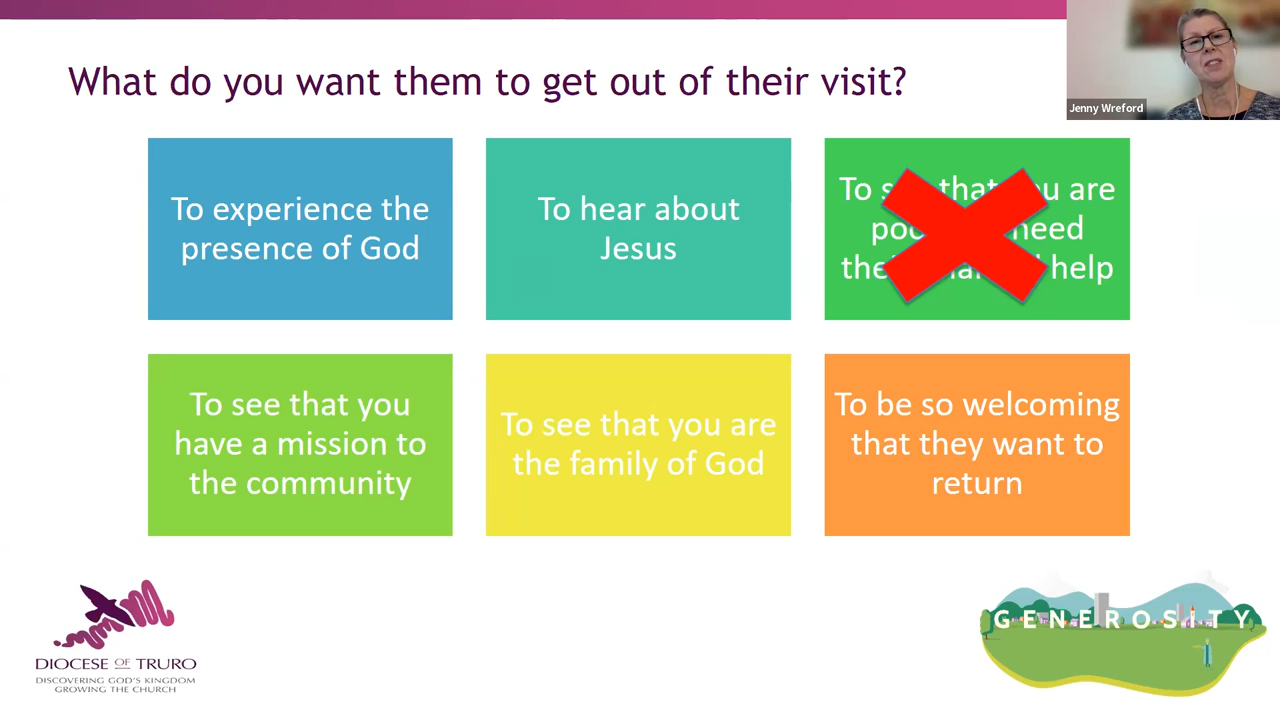 What do you want them to get out of their visit?
Jenny Wreford
To experience the
presence of God
To hear about
Jesus
To that are
need
help
To see that you
have a mission to
the community
To see that you are
the family of God
To be so welcoming
that they want to
return
DIOCESE OF TRURO
DISCOVERING GOD'S KINGDOM
GROWING THE CHURCH
GENEROSITY